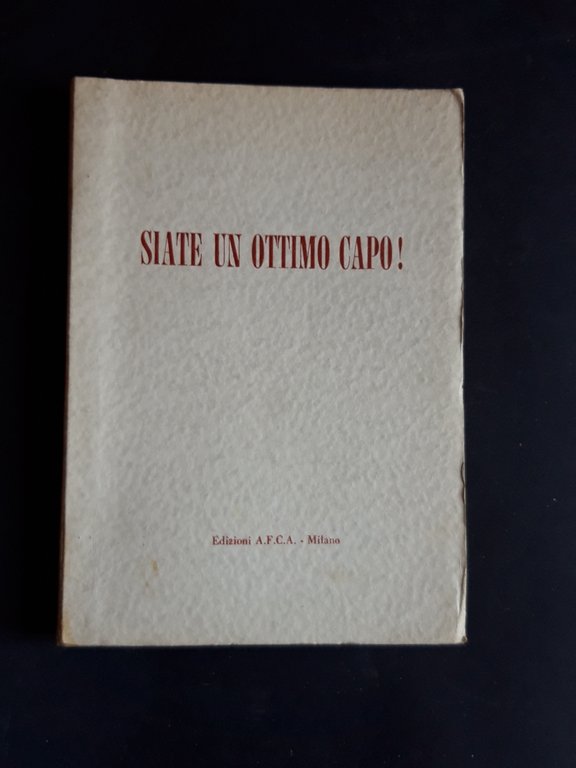 SIATE UN OTTIMO CAPO!
Edizioni A.F.C.A. - Milano